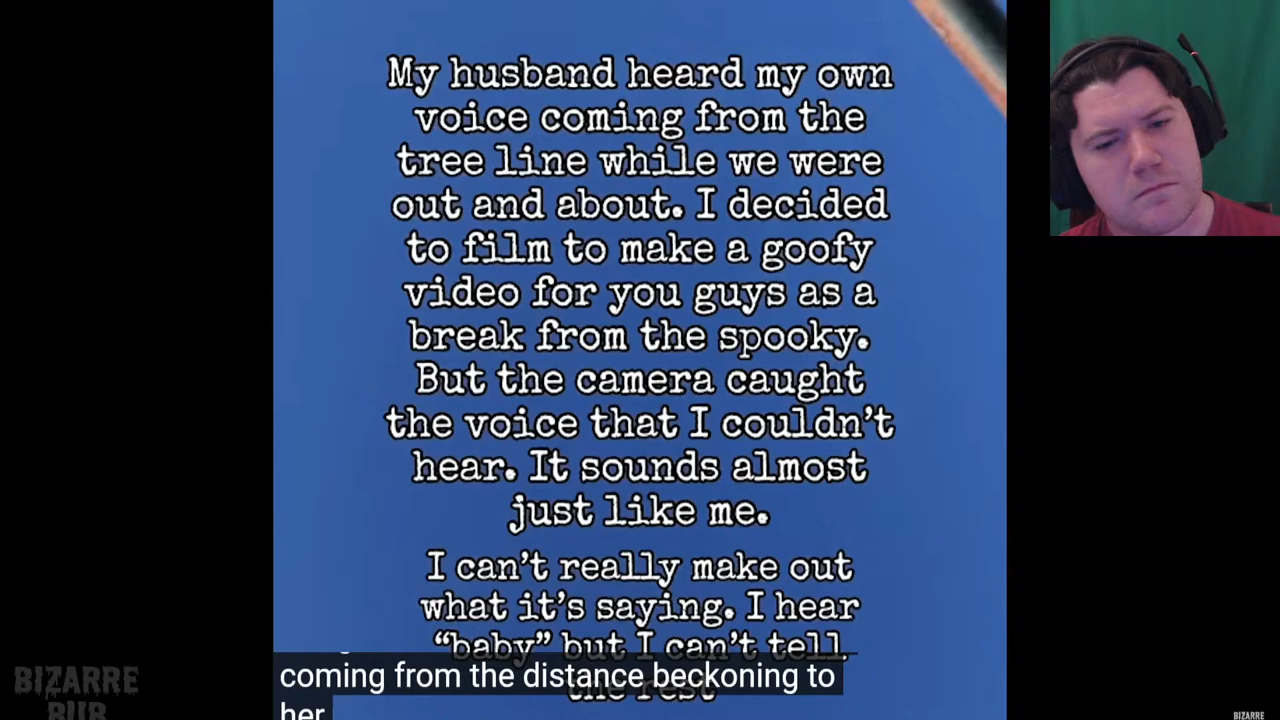 My husband heard my own
voice coming from the
tree line while we were
out and about. I decided
to film to make a goofy
video for you guys as a
break from the spooky.
But the camera caught
the voice that I couldn't
hear. It sounds almost
just like me.
I can't really make out
what it's saying. I hear
"baby" but I can't tell
the rest
coming from the distance beckoning to
her
BIZARRE
BUB
BIZARRE